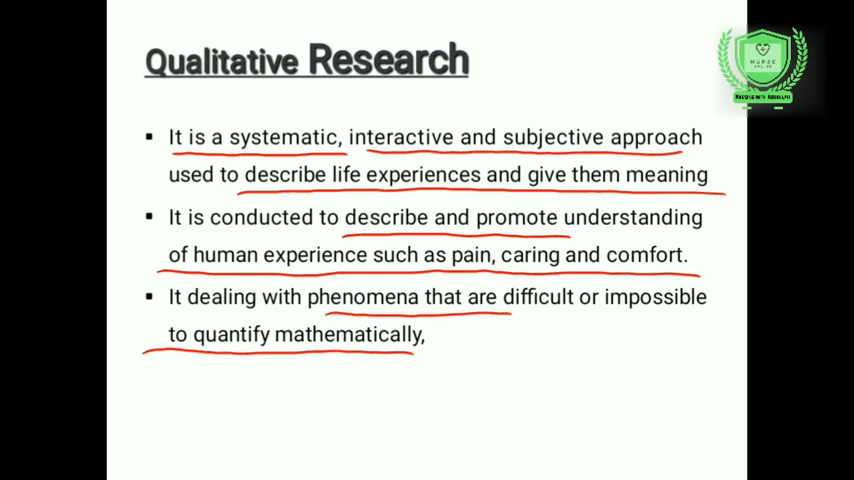 Qualitative Research
▪ It is a systematic, interactive and subjective approach
used to describe life experiences and give them meaning
▪ It is conducted to describe and promote understanding
of human experience such as pain, caring and comfort.
▪ It dealing with phenomena that are difficult or impossible
to quantify mathematically,
NURSE